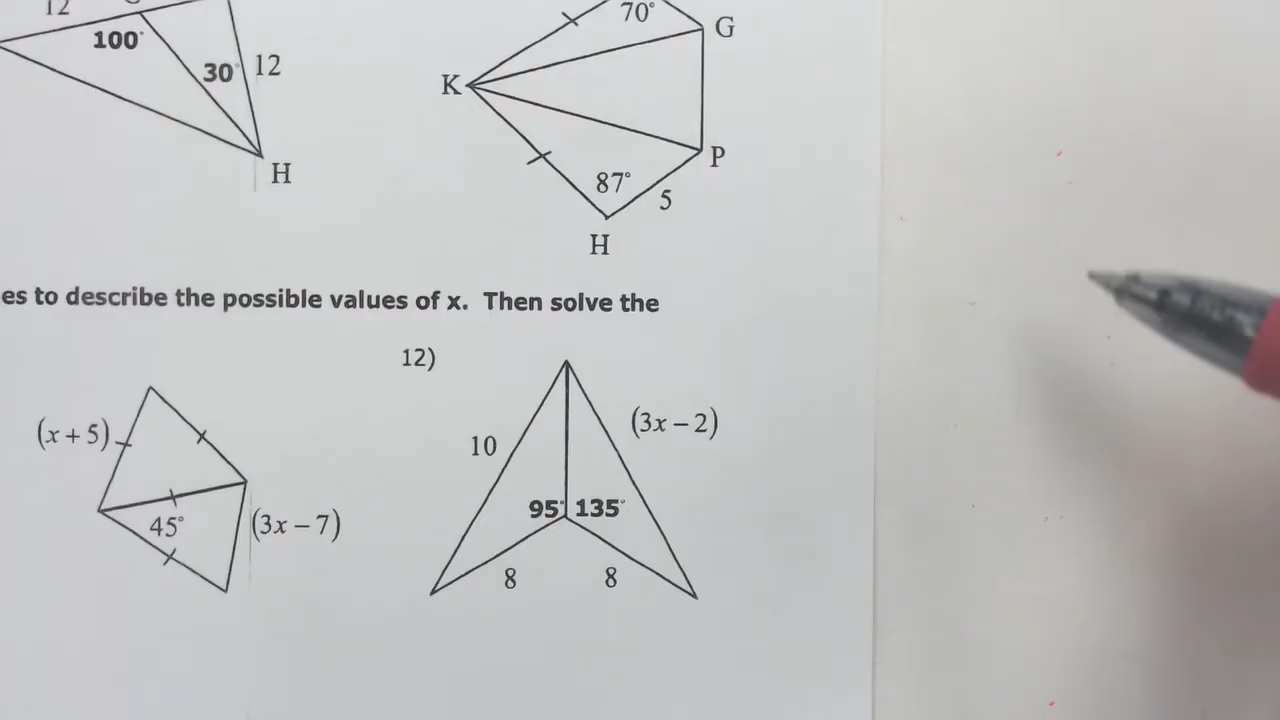 12
100°
30°
12
H
70°
G
K
P
87°
5
H
es to describe the possible values of x. Then solve the
12)
(x + 5)
45°
(3x − 7)
10
(3x − 2)
95° 135°
8
8